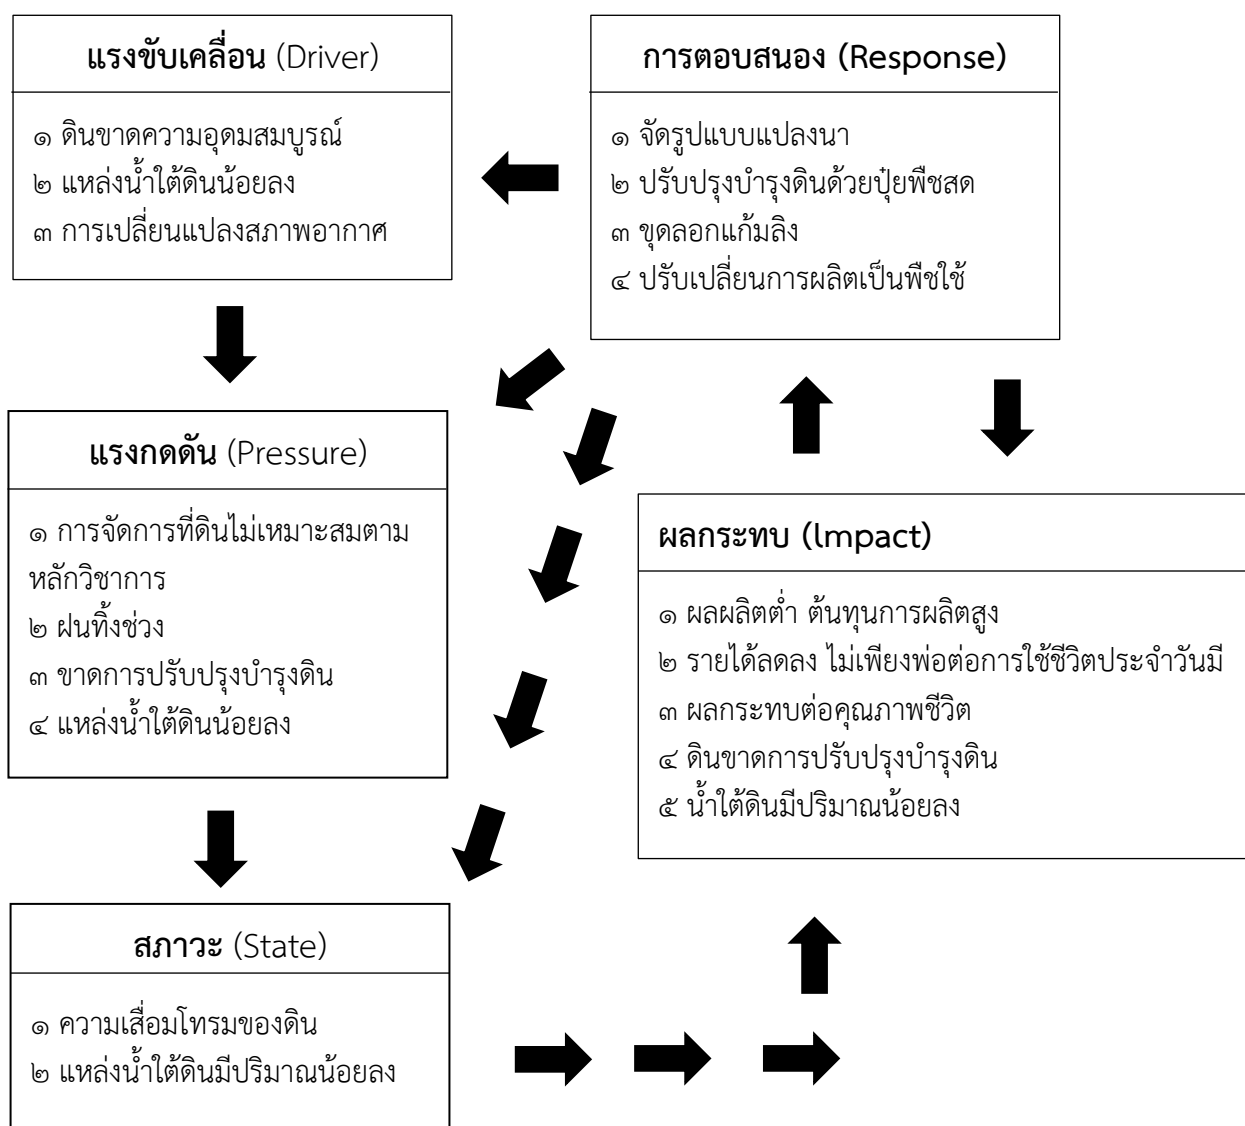 แรงขับเคลื่อน (Driver)
๑ ดินขาดความอุดมสมบูรณ์
๒ แหล่งน้ำใต้ดินน้อยลง
๓ การเปลี่ยนแปลงสภาพอากาศ
การตอบสนอง (Response)
๑ จัดรูปแบบแปลงนา
๒ ปรับปรุงบำรุงดินด้วยปุ๋ยพืชสด
๓ ขุดลอกแก้มลิง
๔ ปรับเปลี่ยนการผลิตเป็นพืชใช้
แรงกดดัน (Pressure)
๑ การจัดการที่ดินไม่เหมาะสมตาม
หลักวิชาการ
๒ ฝนทิ้งช่วง
๓ ขาดการปรับปรุงบำรุงดิน
๔ แหล่งน้ำใต้ดินน้อยลง
ผลกระทบ (lmpact)
๑ ผลผลิตต่ำ ต้นทุนการผลิตสูง
๒ รายได้ลดลง ไม่เพียงพ่อต่อการใช้ชีวิตประจำวันมี
๓ ผลกระทบต่อคุณภาพชีวิต
๔ ดินขาดการปรับปรุงบำรุงดิน
๕ น้ำใต้ดินมีปริมาณน้อยลง
สภาวะ (State)
๑ ความเสื่อมโทรมของดิน
๒ แหล่งน้ำใต้ดินมีปริมาณน้อยลง